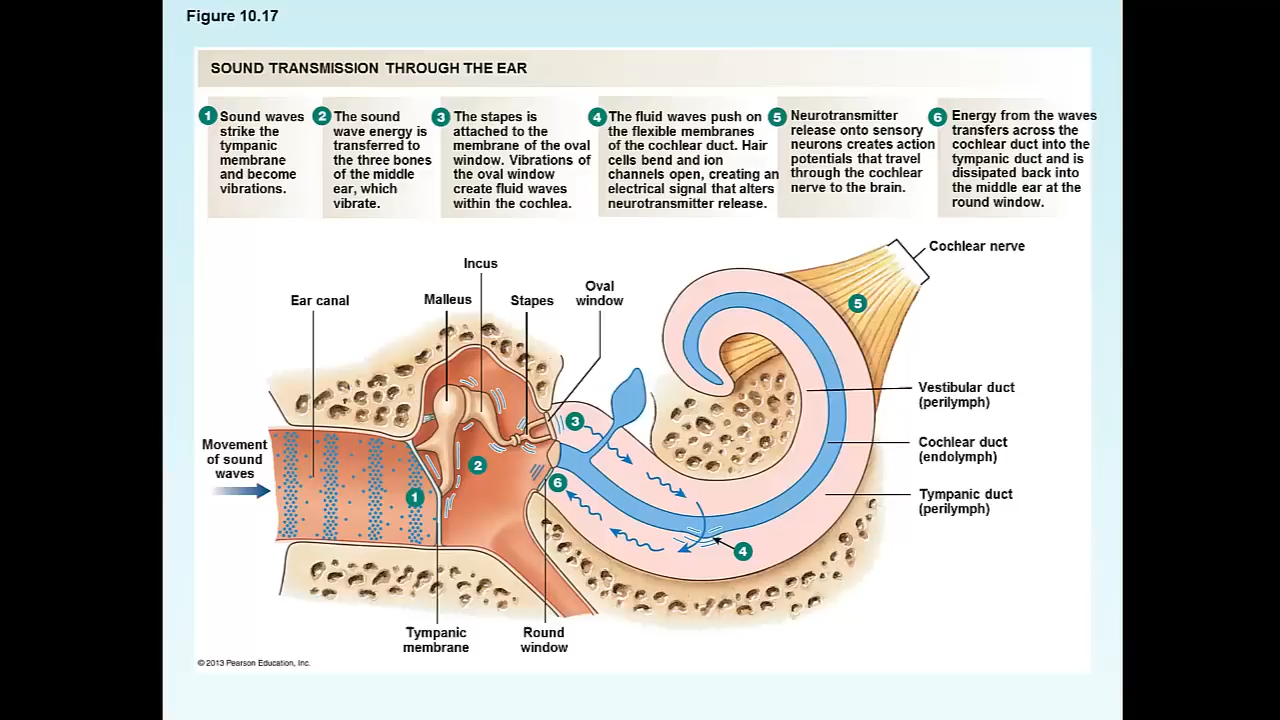 Figure 10.17
SOUND TRANSMISSION THROUGH THE EAR
1 Sound waves
strike the
tympanic
membrane
and become
vibrations.
2 The sound
wave energy is
transferred to
the three bones
of the middle
ear, which
vibrate.
3 The stapes is
attached to the
membrane of the oval
window. Vibrations of
the oval window
create fluid waves
within the cochlea.
4 The fluid waves push on
the flexible membranes
of the cochlear duct. Hair
cells bend and ion
channels open, creating an
electrical signal that alters
neurotransmitter release.
5 Neurotransmitter
release onto sensory
neurons creates action
potentials that travel
through the cochlear
nerve to the brain.
6 Energy from the waves
transfers across the
cochlear duct into the
tympanic duct and is
dissipated back into
the middle ear at the
round window.
Cochlear nerve
Incus
Oval
window
Ear canal
Malleus
Stapes
5
Vestibular duct
(perilymph)
3
Cochlear duct
(endolymph)
Movement
of sound
waves
2
6
1
Tympanic duct
(perilymph)
4
Tympanic
membrane
Round
window
© 2013 Pearson Education, Inc.